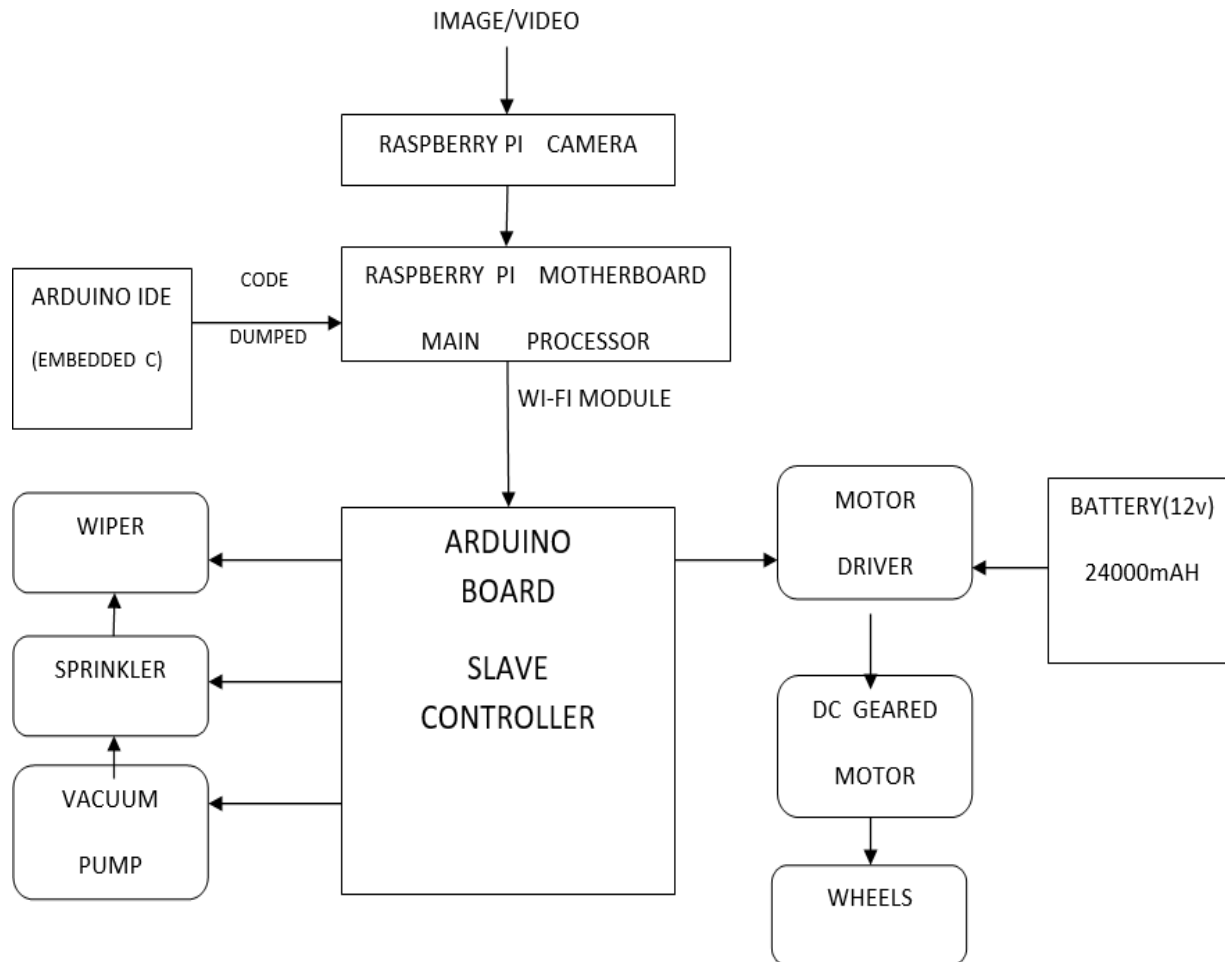 IMAGE/VIDEO
RASPBERRY PI CAMERA
RASPBERRY PI MOTHERBOARD
MAIN PROCESSOR
ARDUINO IDE
(EMBEDDED C)
CODE
DUMPED
WI-FI MODULE
WIPER
SPRINKLER
VACUUM
PUMP
ARDUINO
BOARD
SLAVE
CONTROLLER
MOTOR
DRIVER
BATTERY(12v)
24000mAH
DC GEARED
MOTOR
WHEELS